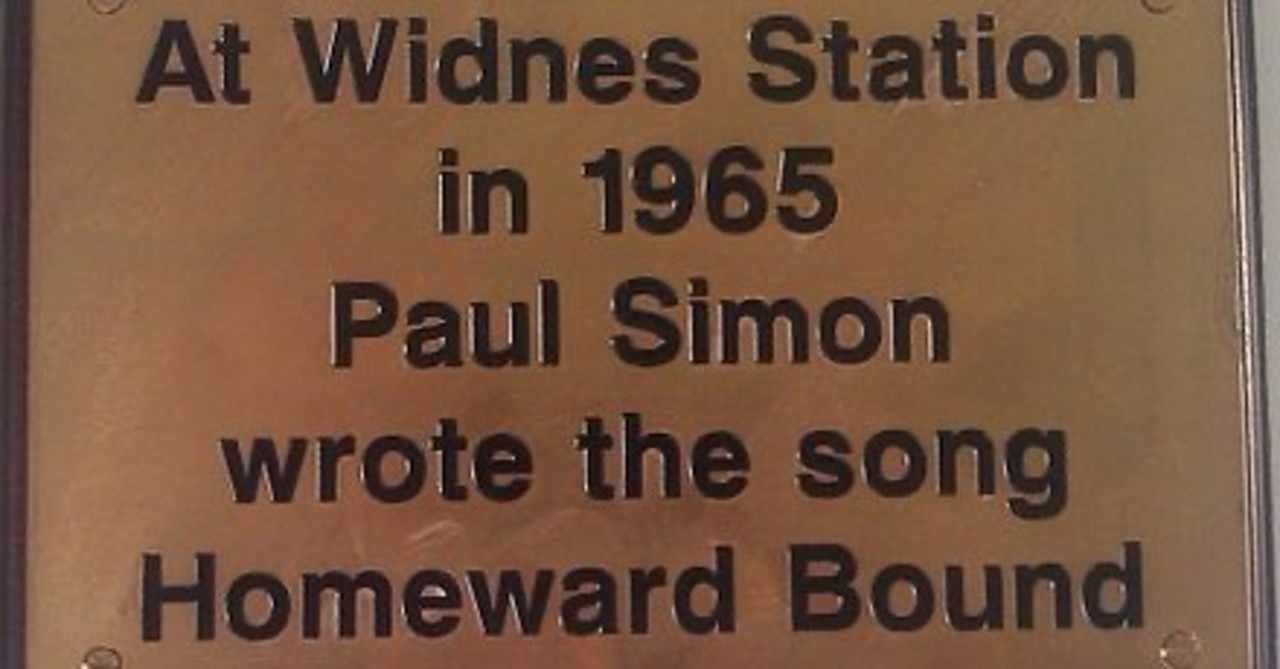 At Widnes Station
in 1965
Paul Simon
wrote the song
Homeward Bound